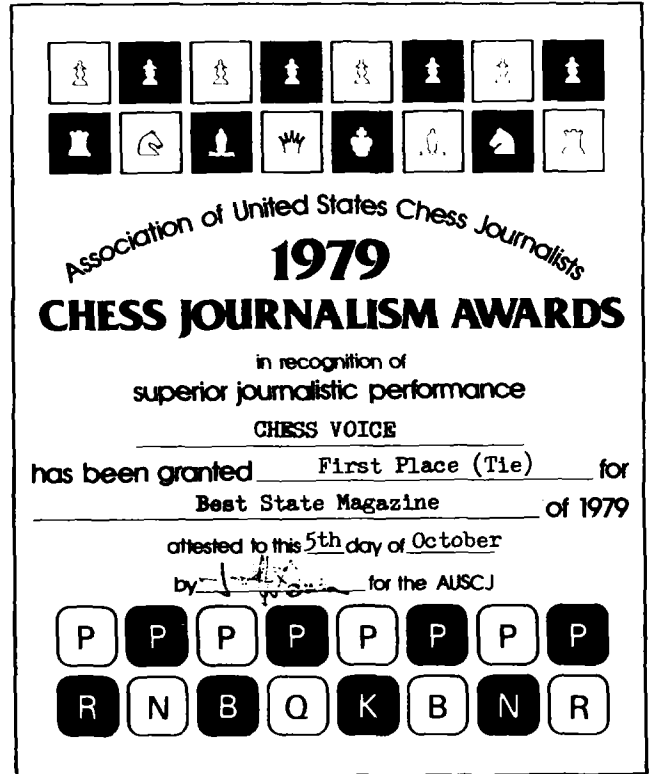 Association of United States Chess Journalists
1979
CHESS JOURNALISM AWARDS
in recognition of
superior journalistic performance
CHESS VOICE
has been granted First Place (Tie) for
Best State Magazine of 1979
attested to this 5th day of October
by for the AUSCJ
P P P P P P P P
R N B Q K B N R